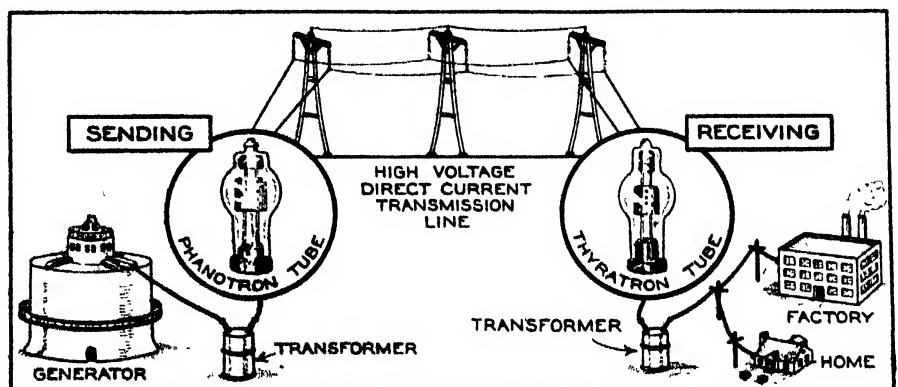 SENDING
RECEIVING
HIGH VOLTAGE
DIRECT CURRENT
TRANSMISSION
LINE
PHANOTRON TUBE
THYRATRON TUBE
GENERATOR
TRANSFORMER
TRANSFORMER
FACTORY
HOME